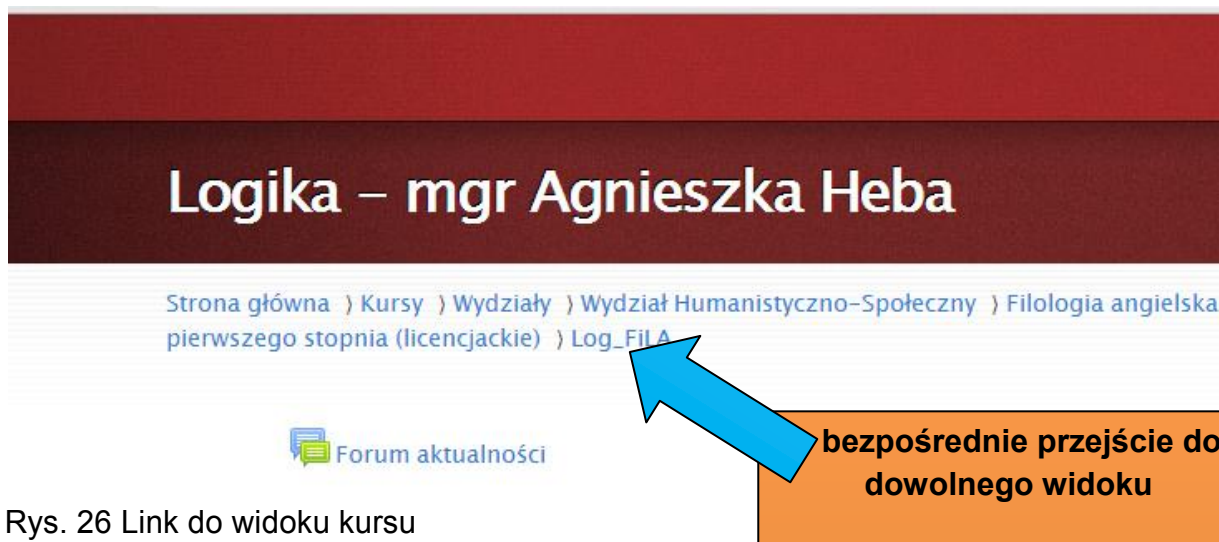 Logika – mgr Agnieszka Heba
Strona główna ⟩ Kursy ⟩ Wydziały ⟩ Wydział Humanistyczno-Społeczny ⟩ Filologia angielska
pierwszego stopnia (licencjackie) ⟩ Log_FiLA
Forum aktualności
bezpośrednie przejście do
dowolnego widoku
Rys. 26 Link do widoku kursu